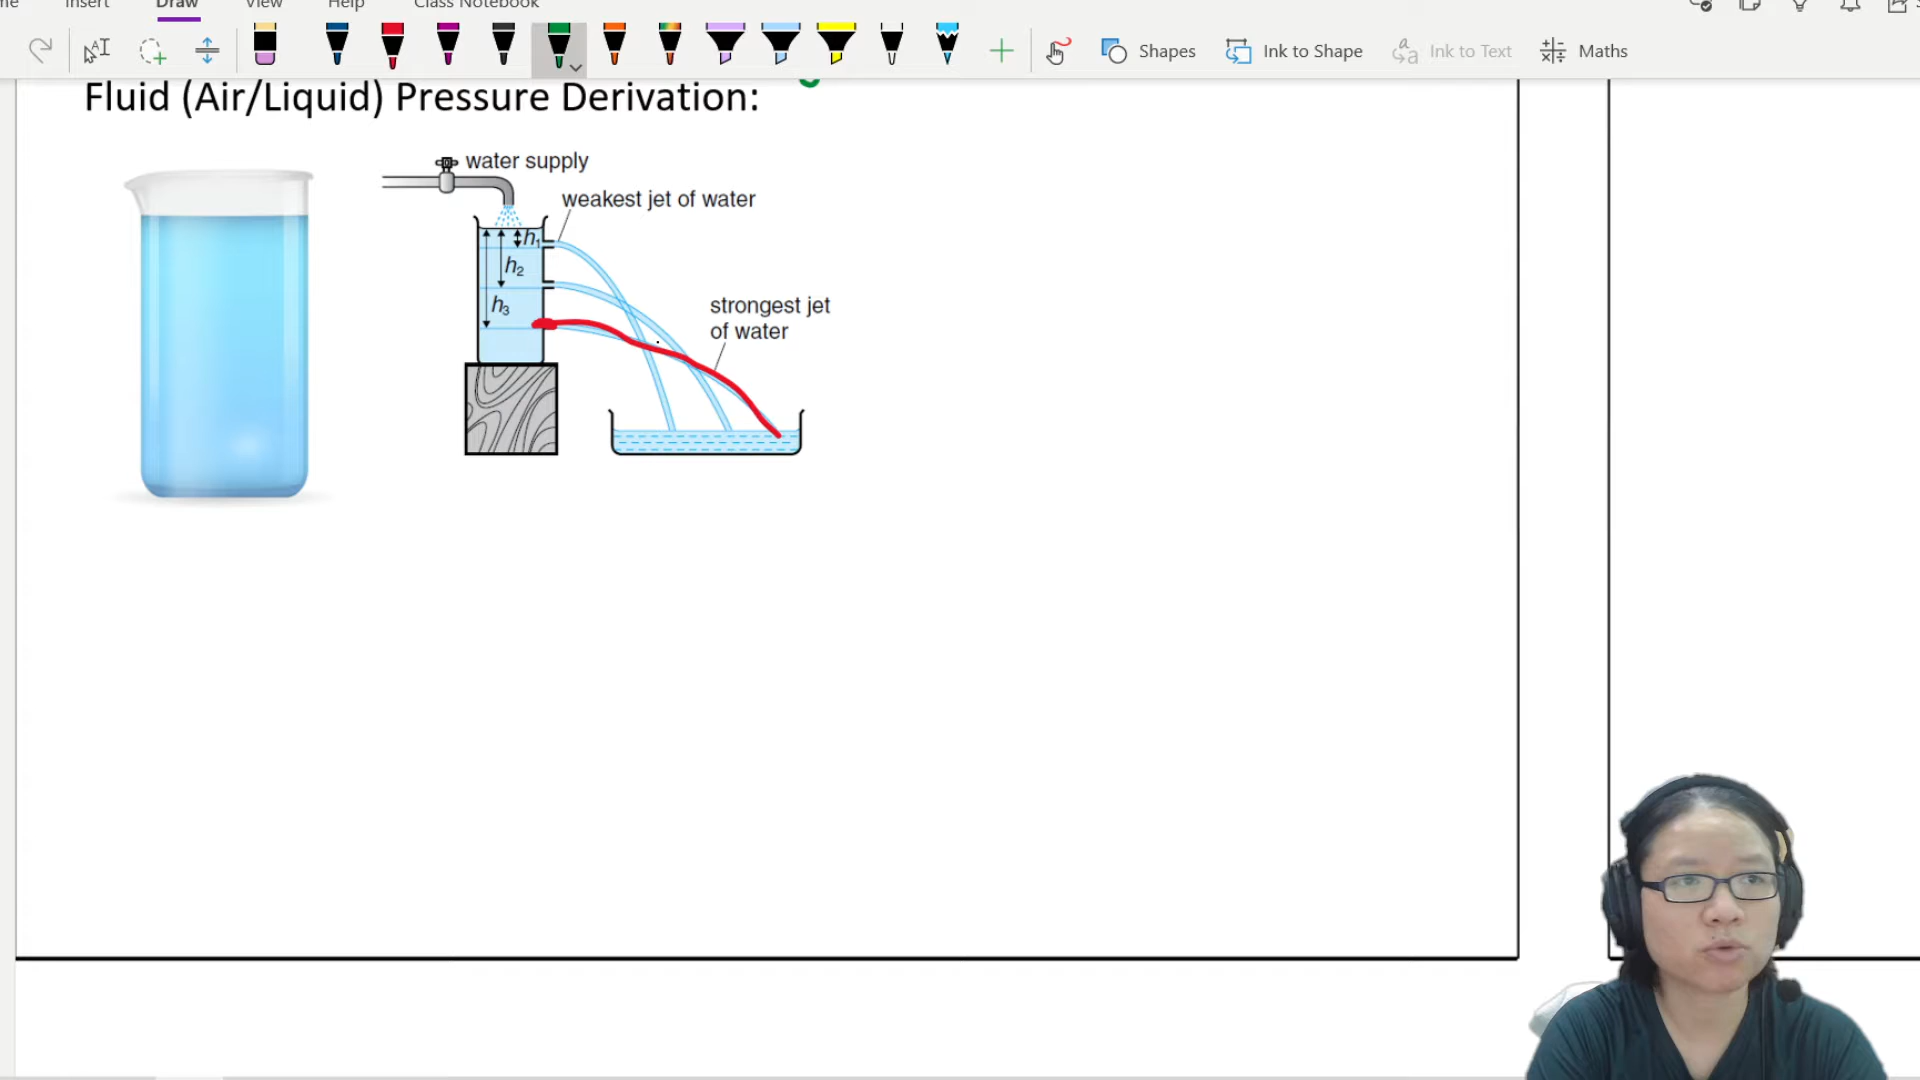 Insert Draw View Help Class Notebook
Shapes Ink to Shape Ink to Text Maths
Fluid (Air/Liquid) Pressure Derivation:
water supply
weakest jet of water
h1
h2
h3
strongest jet
of water